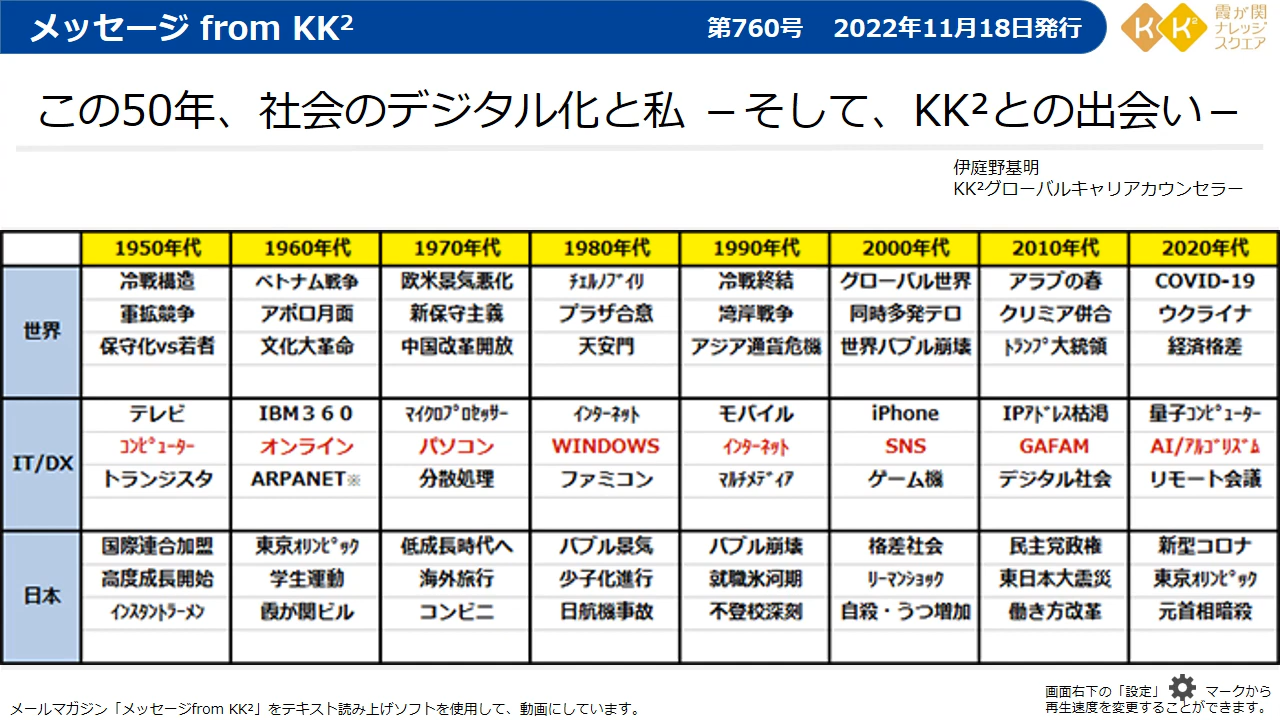 メッセージ from KK²
第760号 2022年11月18日発行
KK²
霞が関
ナレッジ
スクエア
この50年、社会のデジタル化と私 －そして、KK²との出会い－
伊庭野基明
KK²グローバルキャリアカウンセラー
1950年代 1960年代 1970年代 1980年代 1990年代 2000年代 2010年代 2020年代
世界
冷戦構造 ベトナム戦争 欧米景気悪化 ﾁｪﾙﾉﾌﾞｲﾘ 冷戦終結 グローバル世界 アラブの春 COVID-19
軍拡競争 アポロ月面 新保守主義 プラザ合意 湾岸戦争 同時多発テロ クリミア併合 ウクライナ
保守化vs若者 文化大革命 中国改革開放 天安門 アジア通貨危機 世界バブル崩壊 ﾄﾗﾝﾌﾟ大統領 経済格差
IT/DX
テレビ IBM３６０ ﾏｲｸﾛﾌﾟﾛｾｯｻｰ ｲﾝﾀｰﾈｯﾄ モバイル iPhone IPｱﾄﾞﾚｽ枯渇 量子ｺﾝﾋﾟｭｰﾀｰ
ｺﾝﾋﾟｭｰﾀｰ オンライン パソコン WINDOWS ｲﾝﾀｰﾈｯﾄ SNS GAFAM AI/ｱﾙｺﾞﾘｽﾞﾑ
トランジスタ ARPANET※ 分散処理 ファミコン ﾏﾙﾁﾒﾃﾞｨｱ ゲーム機 デジタル社会 リモート会議
日本
国際連合加盟 東京ｵﾘﾝﾋﾟｯｸ 低成長時代へ バブル景気 バブル崩壊 格差社会 民主党政権 新型コロナ
高度成長開始 学生運動 海外旅行 少子化進行 就職氷河期 ﾘｰﾏﾝｼｮｯｸ 東日本大震災 東京ｵﾘﾝﾋﾟｯｸ
ｲﾝｽﾀﾝﾄﾗｰﾒﾝ 霞が関ビル コンビニ 日航機事故 不登校深刻 自殺・うつ増加 働き方改革 元首相暗殺
メールマガジン「メッセージfrom KK²」をテキスト読み上げソフトを使用して、動画にしています。
画面右下の「設定」 マークから
再生速度を変更することができます。